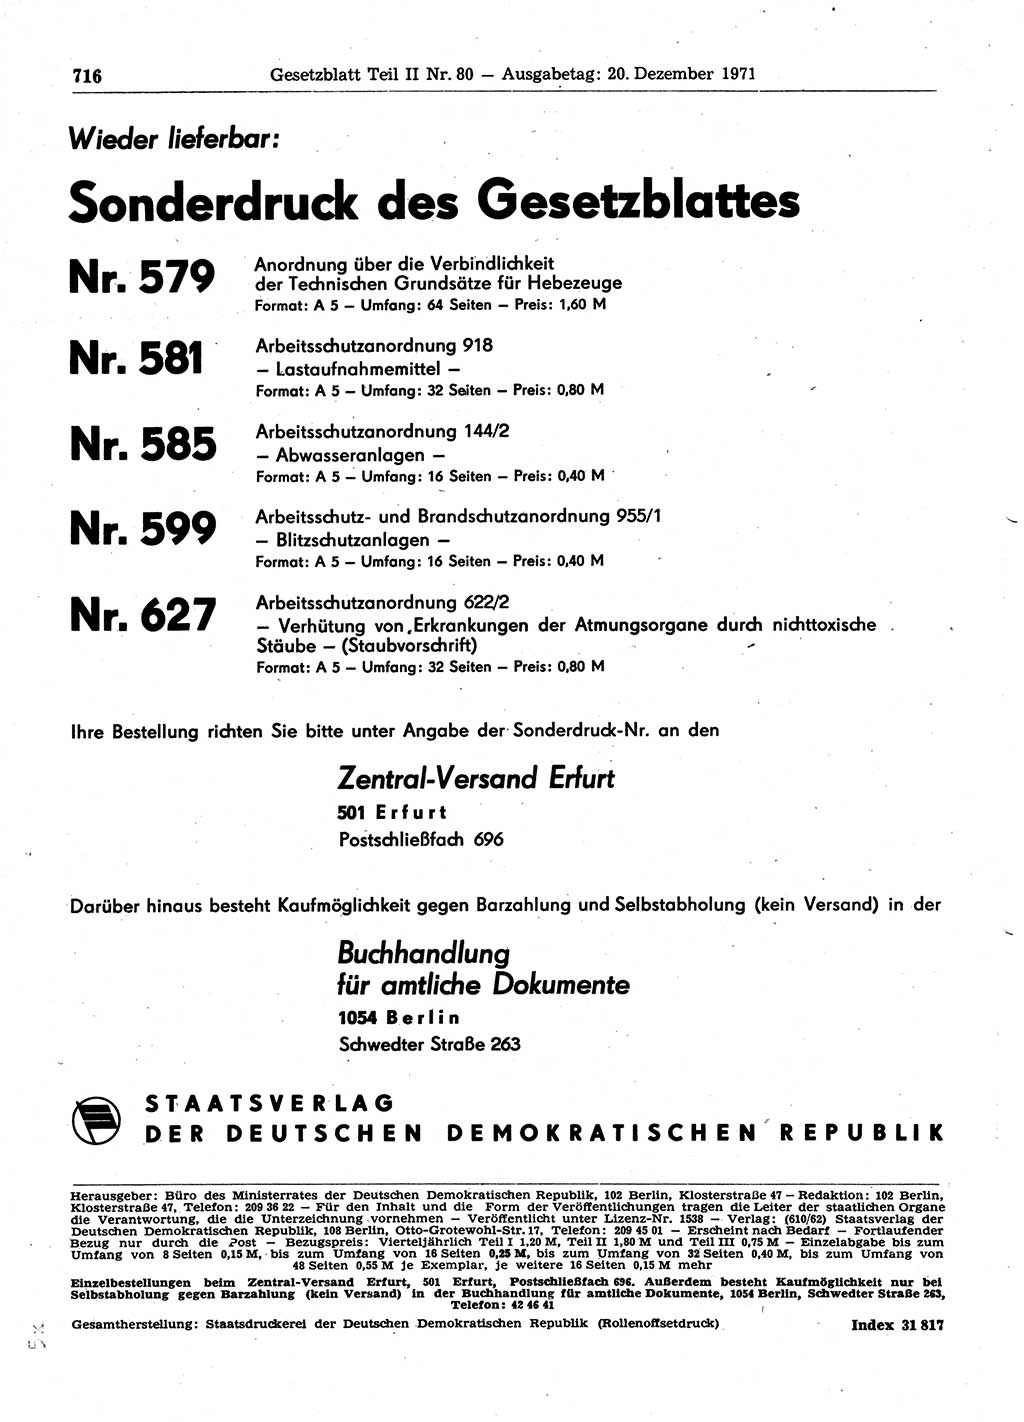 716 Gesetzblatt Teil II Nr. 80 — Ausgabetag: 20. Dezember 1971
Wieder lieferbar:
Sonderdruck des Gesetzblattes
Nr. 579
Anordnung über die Verbindlichkeit
der Technischen Grundsätze für Hebezeuge
Format: A 5 — Umfang: 64 Seiten — Preis: 1,60 M
Nr. 581
Arbeitsschutzanordnung 918
— Lastaufnahmemittel —
Format: A 5 — Umfang: 32 Seiten — Preis: 0,80 M
Nr. 585
Arbeitsschutzanordnung 144/2
— Abwasseranlagen —
Format: A 5 — Umfang: 16 Seiten — Preis: 0,40 M
Nr. 599
Arbeitsschutz- und Brandschutzanordnung 955/1
— Blitzschutzanlagen —
Format: A 5 — Umfang: 16 Seiten — Preis: 0,40 M
Nr. 627
Arbeitsschutzanordnung 622/2
— Verhütung von Erkrankungen der Atmungsorgane durch nichttoxische
Stäube — (Staubvorschrift)
Format: A 5 — Umfang: 32 Seiten — Preis: 0,80 M
Ihre Bestellung richten Sie bitte unter Angabe der Sonderdruck-Nr. an den
Zentral-Versand Erfurt
501 Erfurt
Postschließfach 696
Darüber hinaus besteht Kaufmöglichkeit gegen Barzahlung und Selbstabholung (kein Versand) in der
Buchhandlung
für amtliche Dokumente
1054 Berlin
Schwedter Straße 263
STAATSVERLAG
DER DEUTSCHEN DEMOKRATISCHEN REPUBLIK
Herausgeber: Büro des Ministerrates der Deutschen Demokratischen Republik, 102 Berlin, Klosterstraße 47 — Redaktion: 102 Berlin,
Klosterstraße 47, Telefon: 209 36 22 — Für den Inhalt und die Form der Veröffentlichungen tragen die Leiter der staatlichen Organe
die Verantwortung, die die Unterzeichnung vornehmen — Veröffentlicht unter Lizenz-Nr. 1538 — Verlag: (610/62) Staatsverlag der
Deutschen Demokratischen Republik, 108 Berlin, Otto-Grotewohl-Str. 17, Telefon: 209 45 01 — Erscheint nach Bedarf — Fortlaufender
Bezug nur durch die Post — Bezugspreis: Vierteljährlich Teil I 1,20 M, Teil II 1,80 M und Teil III 0,75 M — Einzelabgabe bis zum
Umfang von 8 Seiten 0,15 M, bis zum Umfang von 16 Seiten 0,25 M, bis zum Umfang von 32 Seiten 0,40 M, bis zum Umfang von
48 Seiten 0,55 M je Exemplar, je weitere 16 Seiten 0,15 M mehr
Einzelbestellungen beim Zentral-Versand Erfurt, 501 Erfurt, Postschließfach 696. Außerdem besteht Kaufmöglichkeit nur bei
Selbstabholung gegen Barzahlung (kein Versand) in der Buchhandlung für amtliche Dokumente, 1054 Berlin, Schwedter Straße 263,
Telefon: 42 46 41
Gesamtherstellung: Staatsdruckerei der Deutschen Demokratischen Republik (Rollenoffsetdruck) Index 31 817